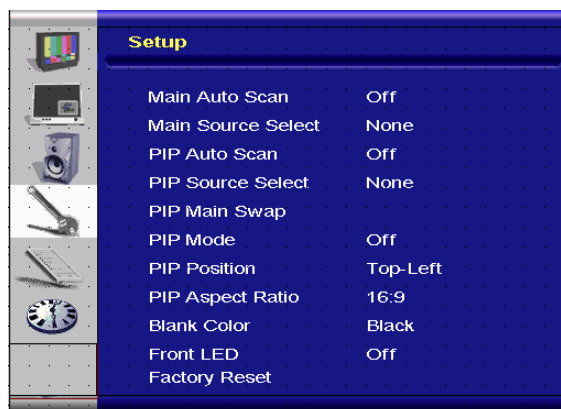 Setup
Main Auto Scan Off
Main Source Select None
PIP Auto Scan Off
PIP Source Select None
PIP Main Swap
PIP Mode Off
PIP Position Top-Left
PIP Aspect Ratio 16:9
Blank Color Black
Front LED Off
Factory Reset